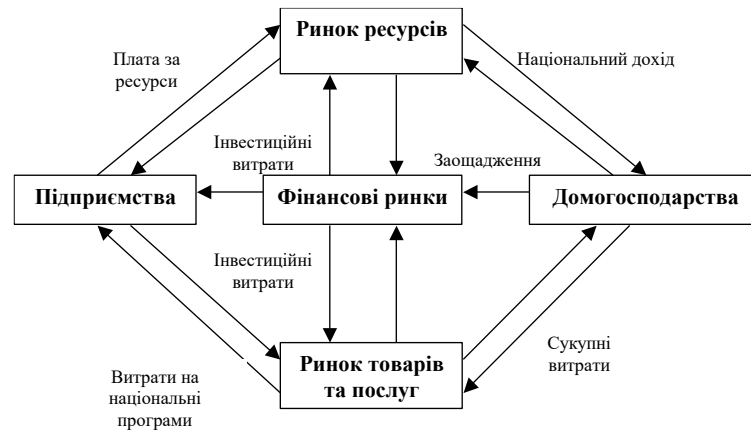 Ринок ресурсів
Плата за
ресурси
Національний дохід
Інвестиційні
витрати
Заощадження
Підприємства
Фінансові ринки
Домогосподарства
Інвестиційні
витрати
Ринок товарів
та послуг
Сукупні
витрати
Витрати на
національні
програми